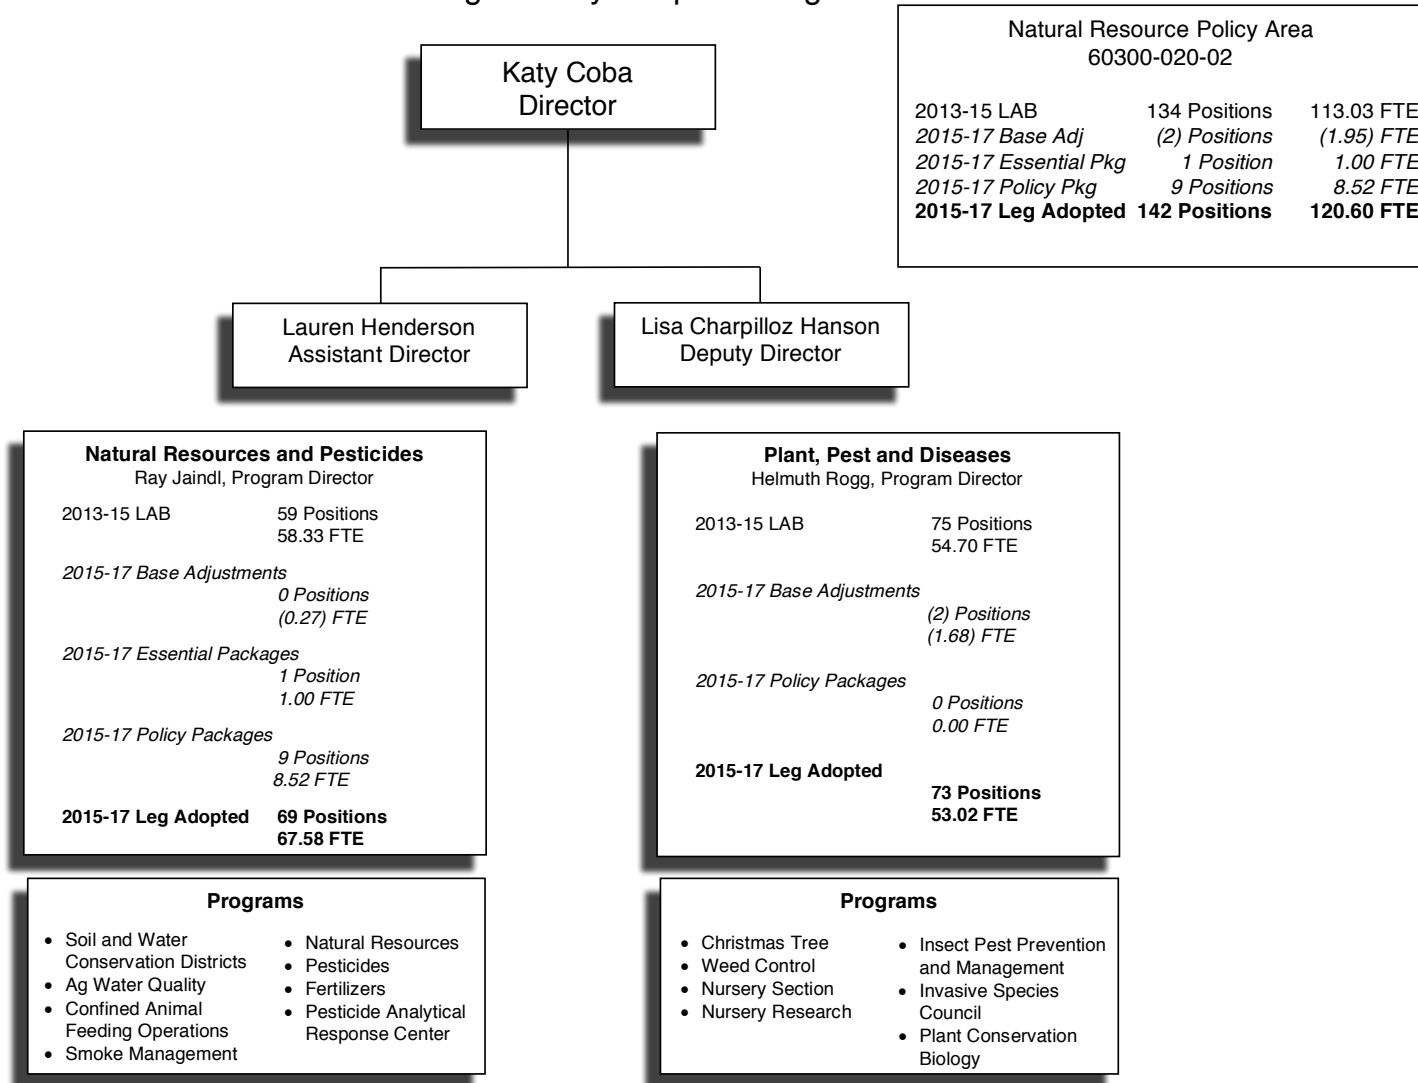 Katy Coba
Director
Natural Resource Policy Area
60300-020-02
2013-15 LAB 134 Positions 113.03 FTE
2015-17 Base Adj (2) Positions (1.95) FTE
2015-17 Essential Pkg 1 Position 1.00 FTE
2015-17 Policy Pkg 9 Positions 8.52 FTE
2015-17 Leg Adopted 142 Positions 120.60 FTE
Lauren Henderson
Assistant Director
Lisa Charpilloz Hanson
Deputy Director
Natural Resources and Pesticides
Ray Jaindl, Program Director
2013-15 LAB 59 Positions
58.33 FTE
2015-17 Base Adjustments
0 Positions
(0.27) FTE
2015-17 Essential Packages
1 Position
1.00 FTE
2015-17 Policy Packages
9 Positions
8.52 FTE
2015-17 Leg Adopted 69 Positions
67.58 FTE
Plant, Pest and Diseases
Helmuth Rogg, Program Director
2013-15 LAB 75 Positions
54.70 FTE
2015-17 Base Adjustments
(2) Positions
(1.68) FTE
2015-17 Policy Packages
0 Positions
0.00 FTE
2015-17 Leg Adopted
73 Positions
53.02 FTE
Programs
• Soil and Water
Conservation Districts
• Ag Water Quality
• Confined Animal
Feeding Operations
• Smoke Management
• Natural Resources
• Pesticides
• Fertilizers
• Pesticide Analytical
Response Center
Programs
• Christmas Tree
• Weed Control
• Nursery Section
• Nursery Research
• Insect Pest Prevention
and Management
• Invasive Species
Council
• Plant Conservation
Biology